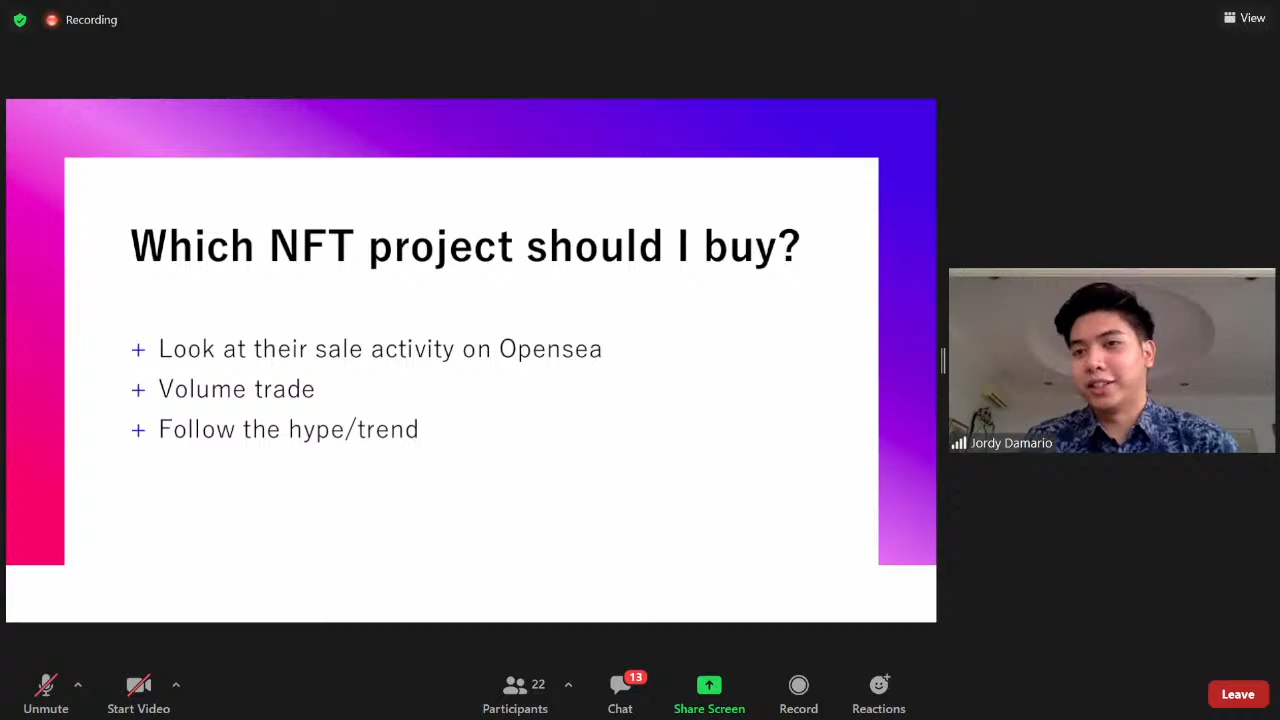 Recording
View
Which NFT project should I buy?
+ Look at their sale activity on Opensea
+ Volume trade
+ Follow the hype/trend
Jordy Damario
Unmute
Start Video
22
Participants
13
Chat
Share Screen
Record
Reactions
Leave